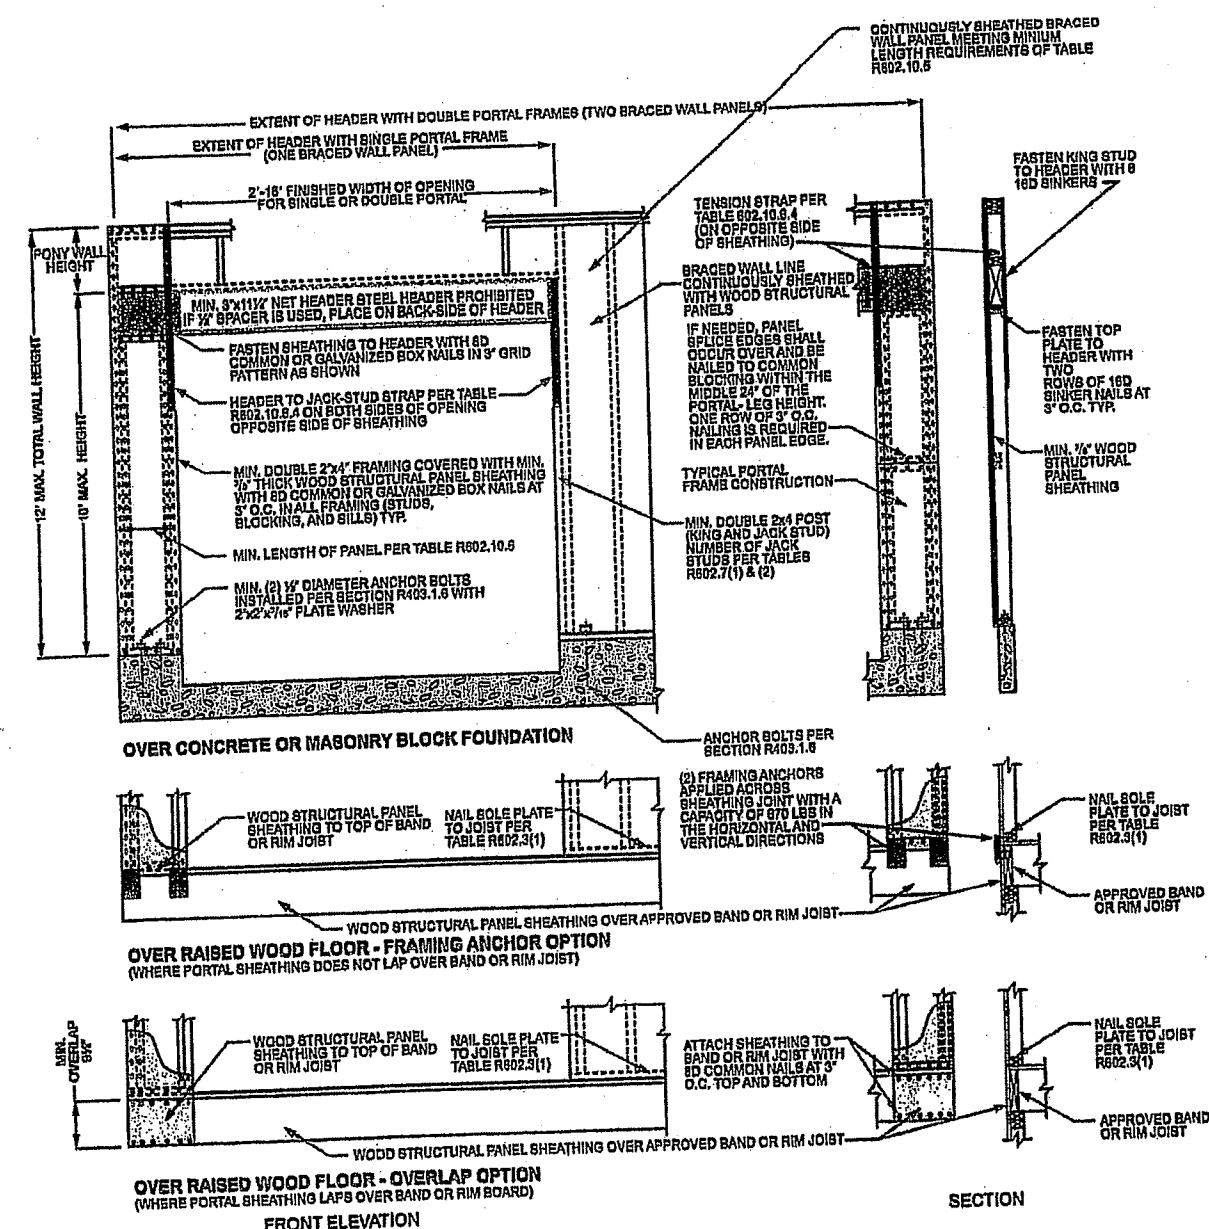 CONTINUOUSLY SHEATHED BRACED
WALL PANEL MEETING MINIUM
LENGTH REQUIREMENTS OF TABLE
R602.10.5
EXTENT OF HEADER WITH DOUBLE PORTAL FRAMES (TWO BRACED WALL PANELS)
EXTENT OF HEADER WITH SINGLE PORTAL FRAME
(ONE BRACED WALL PANEL)
2'-16' FINISHED WIDTH OF OPENING
FOR SINGLE OR DOUBLE PORTAL
FASTEN KING STUD
TO HEADER WITH 6
16D SINKERS
TENSION STRAP PER
TABLE 602.10.6.4
(ON OPPOSITE SIDE
OF SHEATHING)
PONY WALL
HEIGHT
BRACED WALL LINE
CONTINUOUSLY SHEATHED
WITH WOOD STRUCTURAL
PANELS
MIN. 3"x11¼" NET HEADER STEEL HEADER PROHIBITED
IF ½" SPACER IS USED, PLACE ON BACK-SIDE OF HEADER
FASTEN SHEATHING TO HEADER WITH 8D
COMMON OR GALVANIZED BOX NAILS IN 3" GRID
PATTERN AS SHOWN
IF NEEDED, PANEL
SPLICE EDGES SHALL
OCCUR OVER AND BE
NAILED TO COMMON
BLOCKING WITHIN THE
MIDDLE 24" OF THE
PORTAL- LEG HEIGHT.
ONE ROW OF 3" O.C.
NAILING IS REQUIRED
IN EACH PANEL EDGE.
FASTEN TOP
PLATE TO
HEADER WITH
TWO
ROWS OF 16D
SINKER NAILS AT
3" O.C. TYP.
12' MAX. TOTAL WALL HEIGHT
10' MAX. HEIGHT
HEADER TO JACK-STUD STRAP PER TABLE
R602.10.6.4 ON BOTH SIDES OF OPENING
OPPOSITE SIDE OF SHEATHING
MIN. DOUBLE 2"x4" FRAMING COVERED WITH MIN.
⅜" THICK WOOD STRUCTURAL PANEL SHEATHING
WITH 8D COMMON OR GALVANIZED BOX NAILS AT
3" O.C. IN ALL FRAMING (STUDS,
BLOCKING, AND SILLS) TYP.
MIN. ⅜" WOOD
STRUCTURAL
PANEL
SHEATHING
TYPICAL PORTAL
FRAME CONSTRUCTION
MIN. DOUBLE 2x4 POST
(KING AND JACK STUD)
NUMBER OF JACK
STUDS PER TABLES
R602.7(1) & (2)
MIN. LENGTH OF PANEL PER TABLE R602.10.5
MIN. (2) ½" DIAMETER ANCHOR BOLTS
INSTALLED PER SECTION R403.1.6 WITH
2"x2"x³/₁₆" PLATE WASHER
OVER CONCRETE OR MASONRY BLOCK FOUNDATION
ANCHOR BOLTS PER
SECTION R403.1.6
WOOD STRUCTURAL PANEL
SHEATHING TO TOP OF BAND
OR RIM JOIST
NAIL SOLE PLATE
TO JOIST PER
TABLE R602.3(1)
(2) FRAMING ANCHORS
APPLIED ACROSS
SHEATHING JOINT WITH A
CAPACITY OF 670 LBS IN
THE HORIZONTAL AND
VERTICAL DIRECTIONS
NAIL SOLE
PLATE TO JOIST
PER TABLE
R602.3(1)
APPROVED BAND
OR RIM JOIST
WOOD STRUCTURAL PANEL SHEATHING OVER APPROVED BAND OR RIM JOIST
OVER RAISED WOOD FLOOR - FRAMING ANCHOR OPTION
(WHERE PORTAL SHEATHING DOES NOT LAP OVER BAND OR RIM JOIST)
MIN.
OVERLAP
9¼"
WOOD STRUCTURAL PANEL
SHEATHING TO TOP OF BAND
OR RIM JOIST
NAIL SOLE PLATE
TO JOIST PER
TABLE R602.3(1)
ATTACH SHEATHING TO
BAND OR RIM JOIST WITH
8D COMMON NAILS AT 3"
O.C. TOP AND BOTTOM
NAIL SOLE
PLATE TO JOIST
PER TABLE
R602.3(1)
APPROVED BAND
OR RIM JOIST
WOOD STRUCTURAL PANEL SHEATHING OVER APPROVED BAND OR RIM JOIST
OVER RAISED WOOD FLOOR - OVERLAP OPTION
(WHERE PORTAL SHEATHING LAPS OVER BAND OR RIM BOARD)
FRONT ELEVATION
SECTION